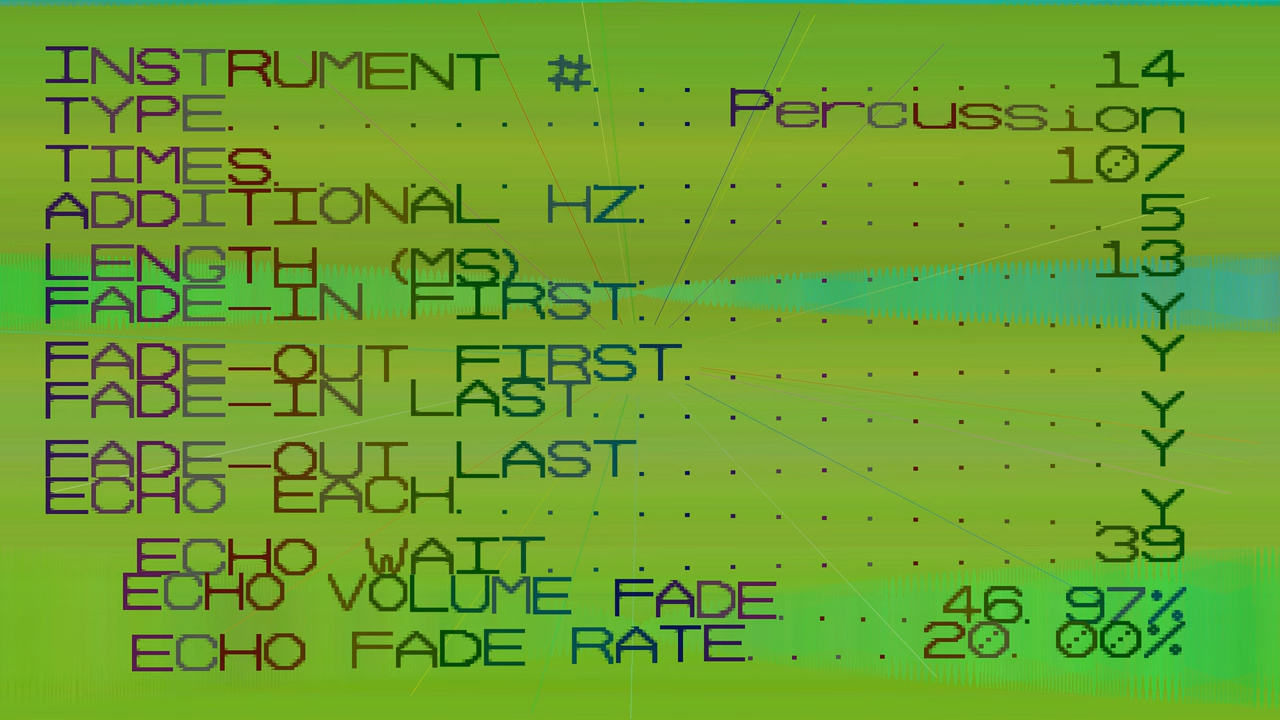 INSTRUMENT #. . . . . . . . . . . . 14
TYPE. . . . . . . . . . . Percussion
TIMES. . . . . . . . . . . . . . . . . . 107
ADDITIONAL HZ. . . . . . . . . . . 5
LENGTH (MS). . . . . . . . . . . . . 13
FADE-IN FIRST. . . . . . . . . . . Y
FADE-OUT FIRST. . . . . . . . . . Y
FADE-IN LAST. . . . . . . . . . . . Y
FADE-OUT LAST. . . . . . . . . . . Y
ECHO EACH. . . . . . . . . . . . . . . Y
ECHO WAIT. . . . . . . . . . . . . 39
ECHO VOLUME FADE. . . . 46.97%
ECHO FADE RATE. . . . 20.00%